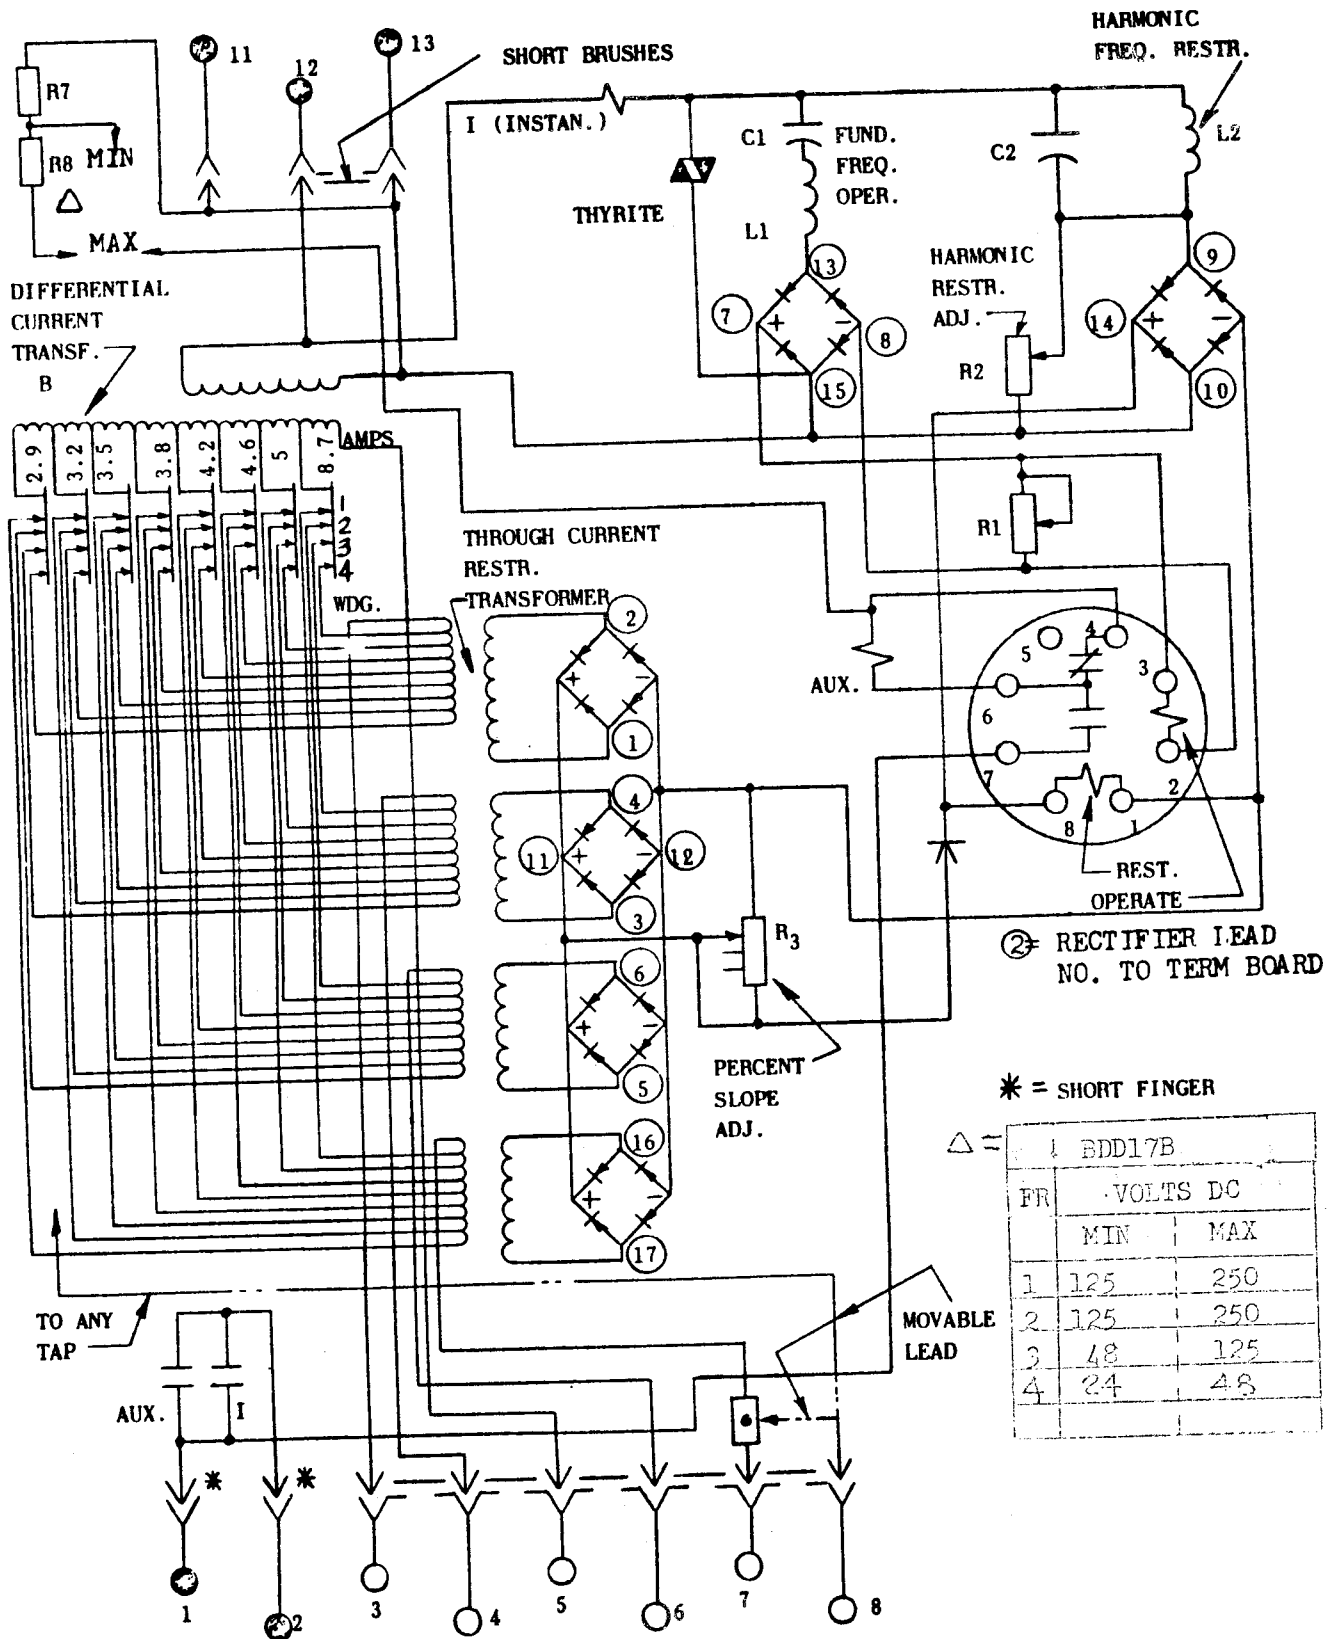 HARMONIC
FREQ. RESTR.
11
12
13
SHORT BRUSHES
R7
R8
MIN
△
MAX
I (INSTAN.)
C1
FUND.
FREQ.
OPER.
C2
L2
THYRITE
L1
13
7
+
−
8
15
HARMONIC
RESTR.
ADJ.
R2
9
14
+
−
10
DIFFERENTIAL
CURRENT
TRANSF.
B
2.9
3.2
3.5
3.8
4.2
4.6
5
8.7
AMPS
1
2
3
4
WDG.
THROUGH CURRENT
RESTR.
TRANSFORMER
R1
2
+
−
1
4
11
+
−
12
3
6
+
−
5
16
+
−
17
AUX.
5
4
3
6
7
2
8
1
REST.
OPERATE
R3
PERCENT
SLOPE
ADJ.
②= RECTIFIER LEAD
NO. TO TERM BOARD
* = SHORT FINGER
△ =
BDD17B
FR VOLTS DC
MIN MAX
1 125 250
2 125 250
3 48 125
4 24 48
TO ANY
TAP
MOVABLE
LEAD
AUX.
I
*
*
1
2
3
4
5
6
7
8